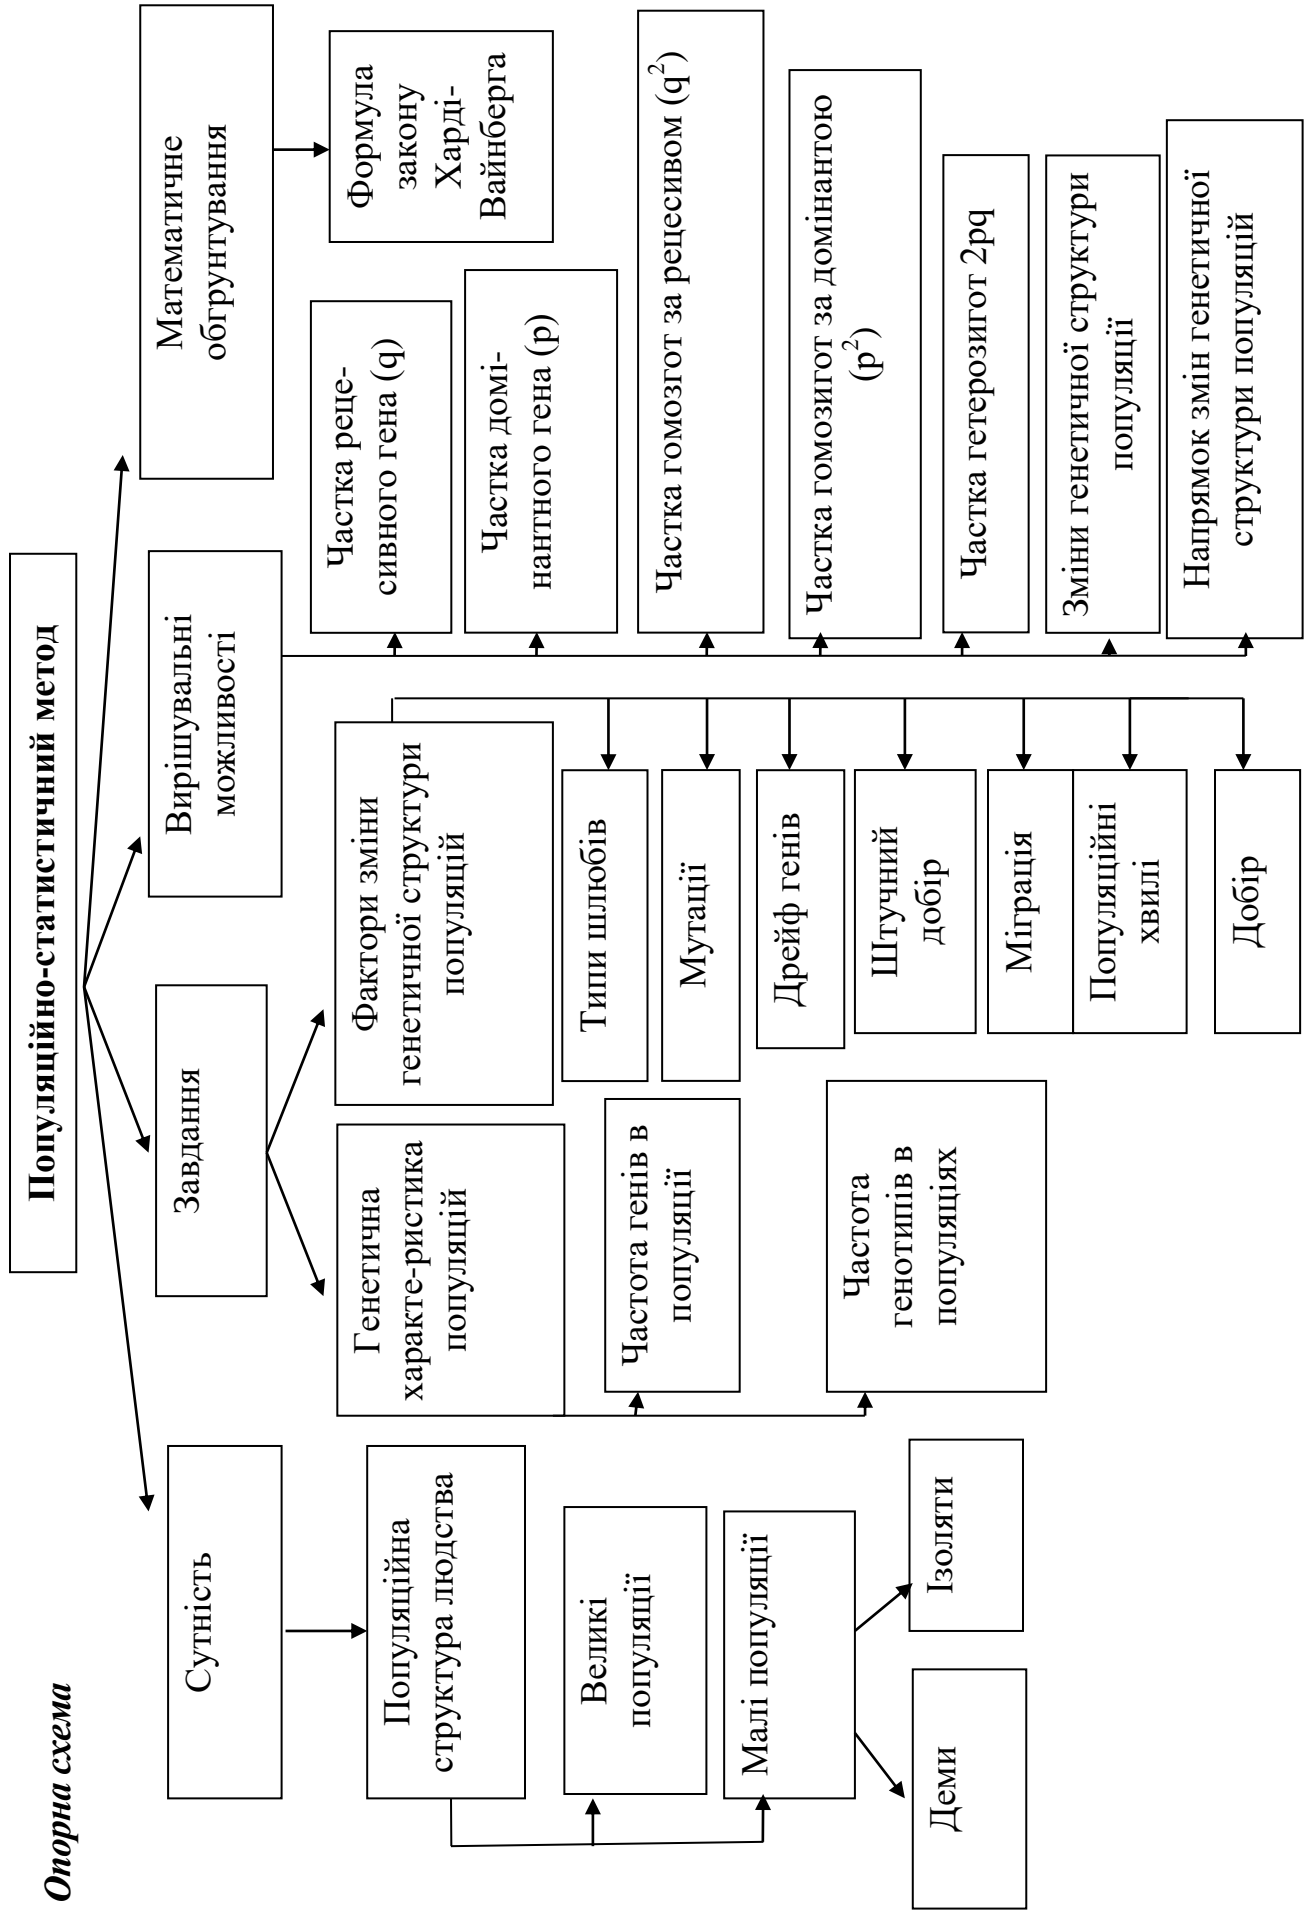 Опорна схема
Популяційно-статистичний метод
Сутність
Популяційна
структура людства
Великі
популяції
Малі популяції
Деми
Ізоляти
Завдання
Генетична
характе-ристика
популяцій
Частота генів в
популяції
Частота
генотипів в
популяціях
Фактори зміни
генетичної структури
популяцій
Типи шлюбів
Мутації
Дрейф генів
Штучний
добір
Міграція
Популяційні
хвилі
Добір
Вирішувальні
можливості
Частка реце-
сивного гена (q)
Частка домі-
нантного гена (p)
Частка гомозгот за рецесивом (q²)
Частка гомозигот за домінантою
(p²)
Частка гетерозигот 2pq
Зміни генетичної структури
популяції
Напрямок змін генетичної
структури популяцій
Математичне
обгрунтування
Формула
закону
Харді-
Вайнберга